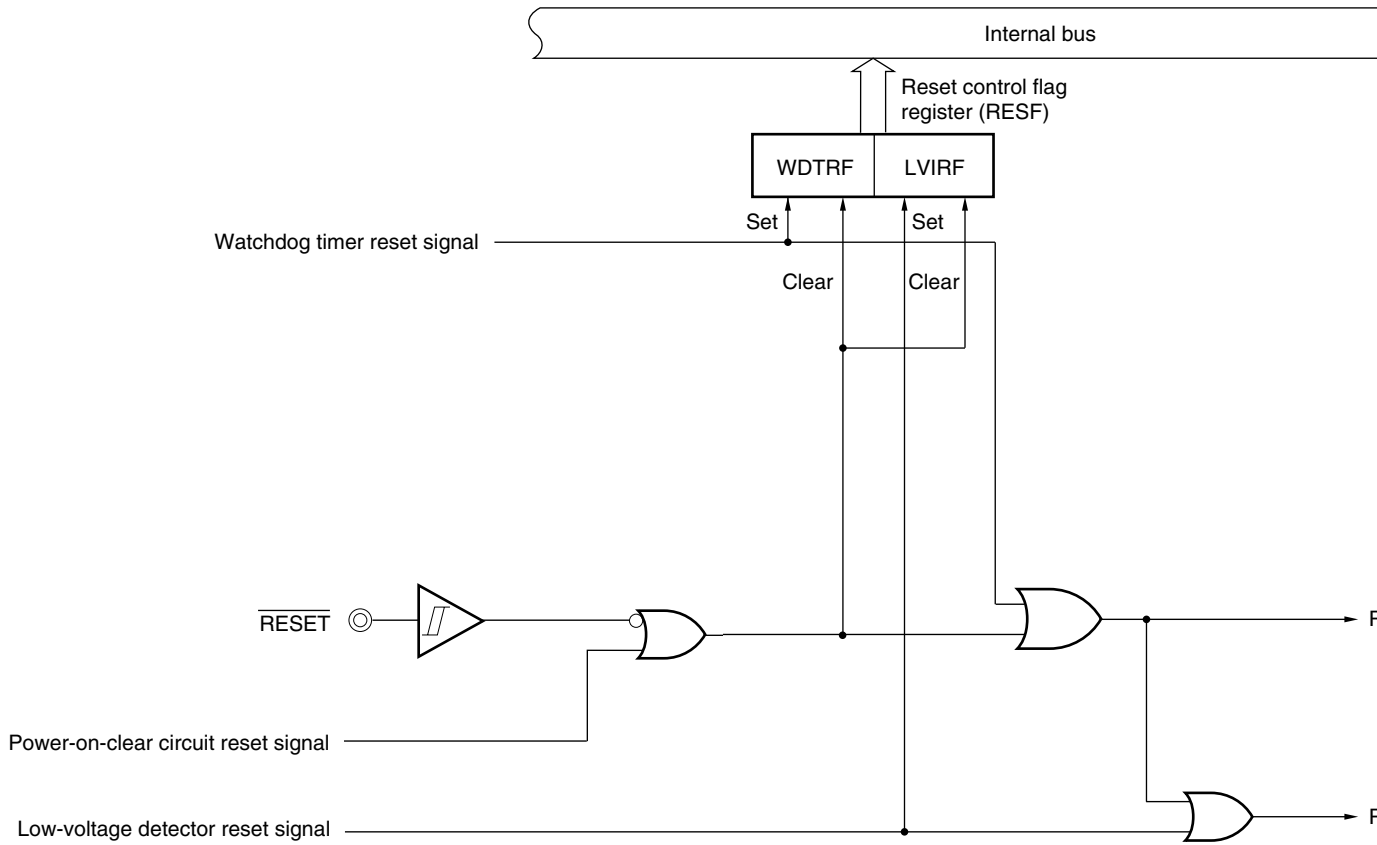 Internal bus
Reset control flag
register (RESF)
WDTRF LVIRF
Set Set
Watchdog timer reset signal
Clear Clear
RESET
Power-on-clear circuit reset signal
Low-voltage detector reset signal